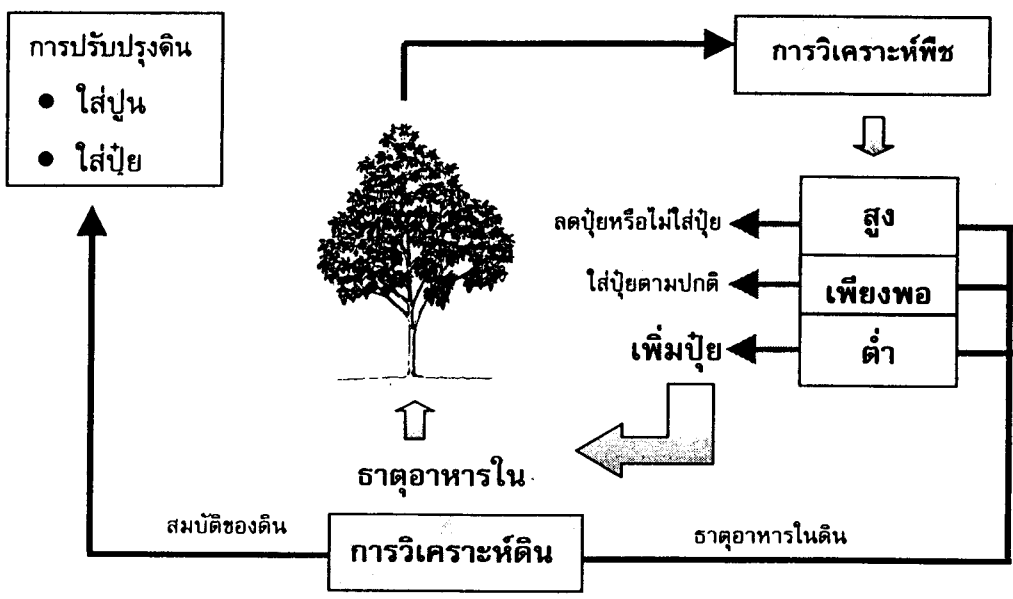 การปรับปรุงดิน
● ใส่ปูน
● ใส่ปุ๋ย
การวิเคราะห์พืช
สูง
ลดปุ๋ยหรือไม่ใส่ปุ๋ย
เพียงพอ
ใส่ปุ๋ยตามปกติ
ต่ำ
เพิ่มปุ๋ย
ธาตุอาหารใน
สมบัติของดิน
การวิเคราะห์ดิน
ธาตุอาหารในดิน